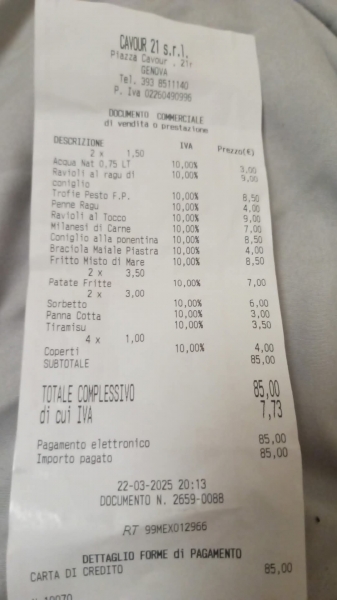 CAVOUR 21 s.r.l.
Piazza Cavour . 21r
GENOVA
Tel. 393 8511140
P. Iva 02250490996
DOCUMENTO COMMERCIALE
di vendita o prestazione
DESCRIZIONE IVA Prezzo(€)
2 x 1,50
Acqua Nat 0,75 LT 10,00% 3,00
Ravioli al ragu di 10,00% 9,00
coniglio
Trofie Pesto F.P. 10,00% 8,50
Penne Ragu 10,00% 4,00
Ravioli al Tocco 10,00% 9,00
Milanesi di Carne 10,00% 7,00
Coniglio alla ponentina 10,00% 8,50
Braciola Maiale Piastra 10,00% 4,00
Fritto Misto di Mare 10,00% 8,50
2 x 3,50
Patate Fritte 10,00% 7,00
2 x 3,00
Sorbetto 10,00% 6,00
Panna Cotta 10,00% 3,00
Tiramisu 10,00% 3,50
4 x 1,00
Coperti 10,00% 4,00
SUBTOTALE 85,00
TOTALE COMPLESSIVO 85,00
di cui IVA 7,73
Pagamento elettronico 85,00
Importo pagato 85,00
22-03-2025 20:13
DOCUMENTO N. 2659-0088
RT 99MEX012966
DETTAGLIO FORME di PAGAMENTO
CARTA DI CREDITO 85,00